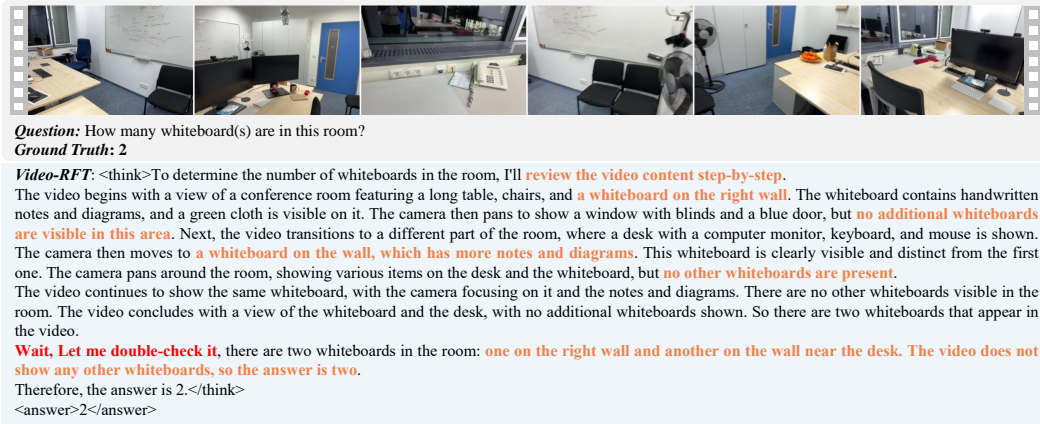 Question: How many whiteboard(s) are in this room?
Ground Truth: 2
Video-RFT: <think>To determine the number of whiteboards in the room, I'll review the video content step-by-step.
The video begins with a view of a conference room featuring a long table, chairs, and a whiteboard on the right wall. The whiteboard contains handwritten
notes and diagrams, and a green cloth is visible on it. The camera then pans to show a window with blinds and a blue door, but no additional whiteboards
are visible in this area. Next, the video transitions to a different part of the room, where a desk with a computer monitor, keyboard, and mouse is shown.
The camera then moves to a whiteboard on the wall, which has more notes and diagrams. This whiteboard is clearly visible and distinct from the first
one. The camera pans around the room, showing various items on the desk and the whiteboard, but no other whiteboards are present.
The video continues to show the same whiteboard, with the camera focusing on it and the notes and diagrams. There are no other whiteboards visible in the
room. The video concludes with a view of the whiteboard and the desk, with no additional whiteboards shown. So there are two whiteboards that appear in
the video.
Wait, Let me double-check it, there are two whiteboards in the room: one on the right wall and another on the wall near the desk. The video does not
show any other whiteboards, so the answer is two.
Therefore, the answer is 2.</think>
<answer>2</answer>